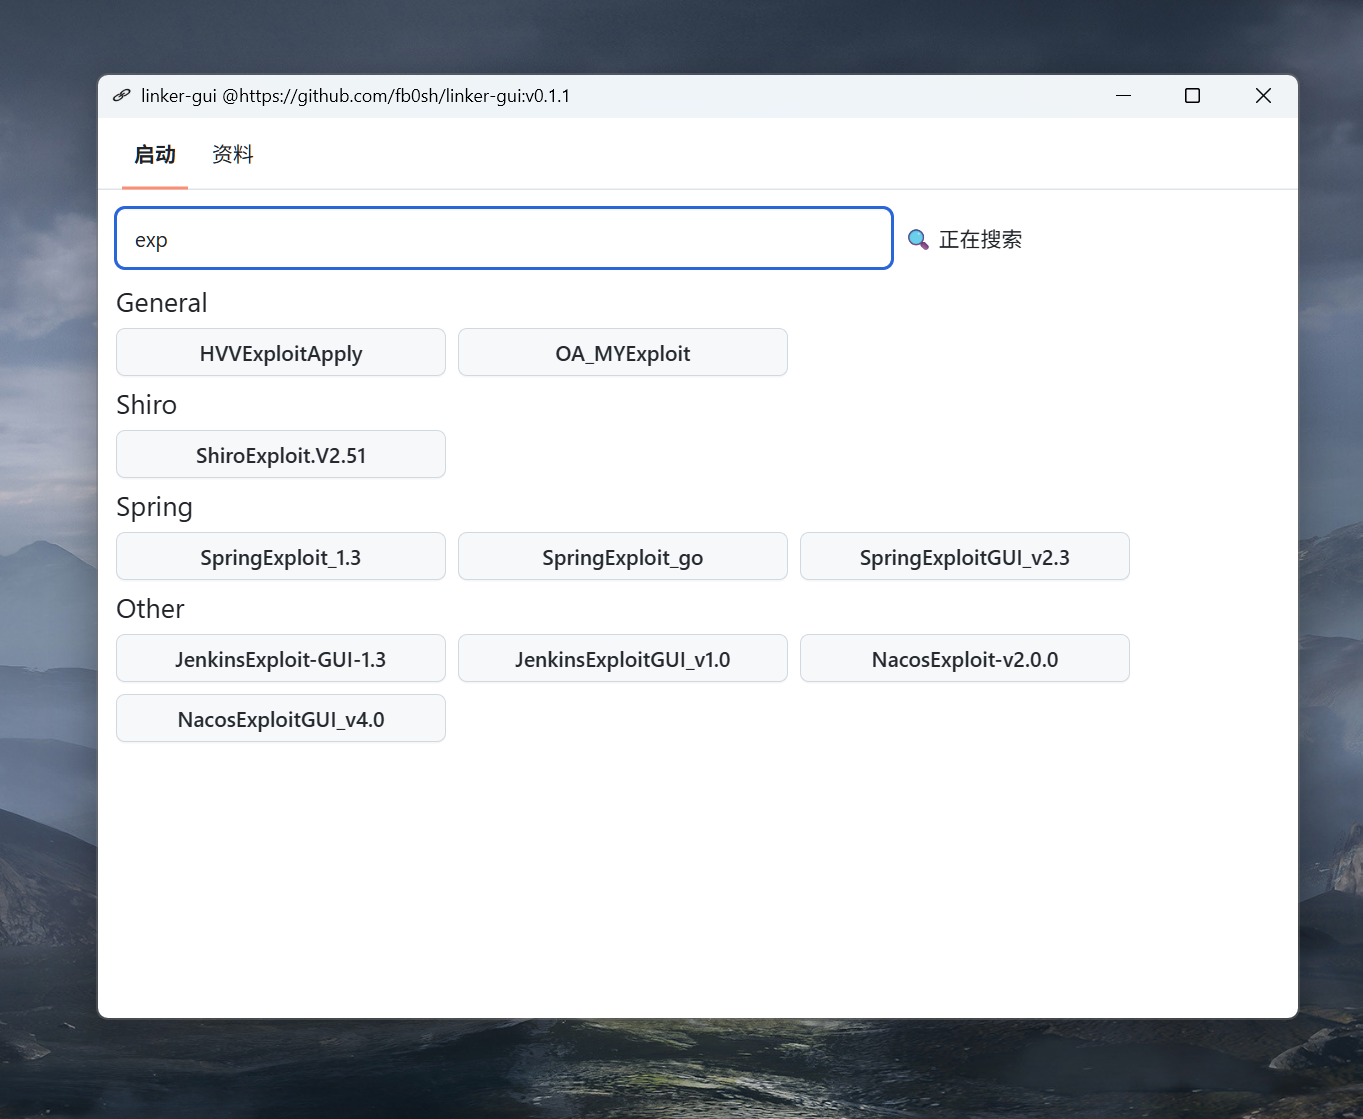 linker-gui @https://github.com/fb0sh/linker-gui:v0.1.1
启动 资料
exp 正在搜索
General
HVVExploitApply OA_MYExploit
Shiro
ShiroExploit.V2.51
Spring
SpringExploit_1.3 SpringExploit_go SpringExploitGUI_v2.3
Other
JenkinsExploit-GUI-1.3 JenkinsExploitGUI_v1.0 NacosExploit-v2.0.0
NacosExploitGUI_v4.0